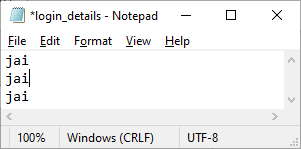 *login_details - Notepad
File Edit Format View Help
jai
jai
jai
100% Windows (CRLF) UTF-8